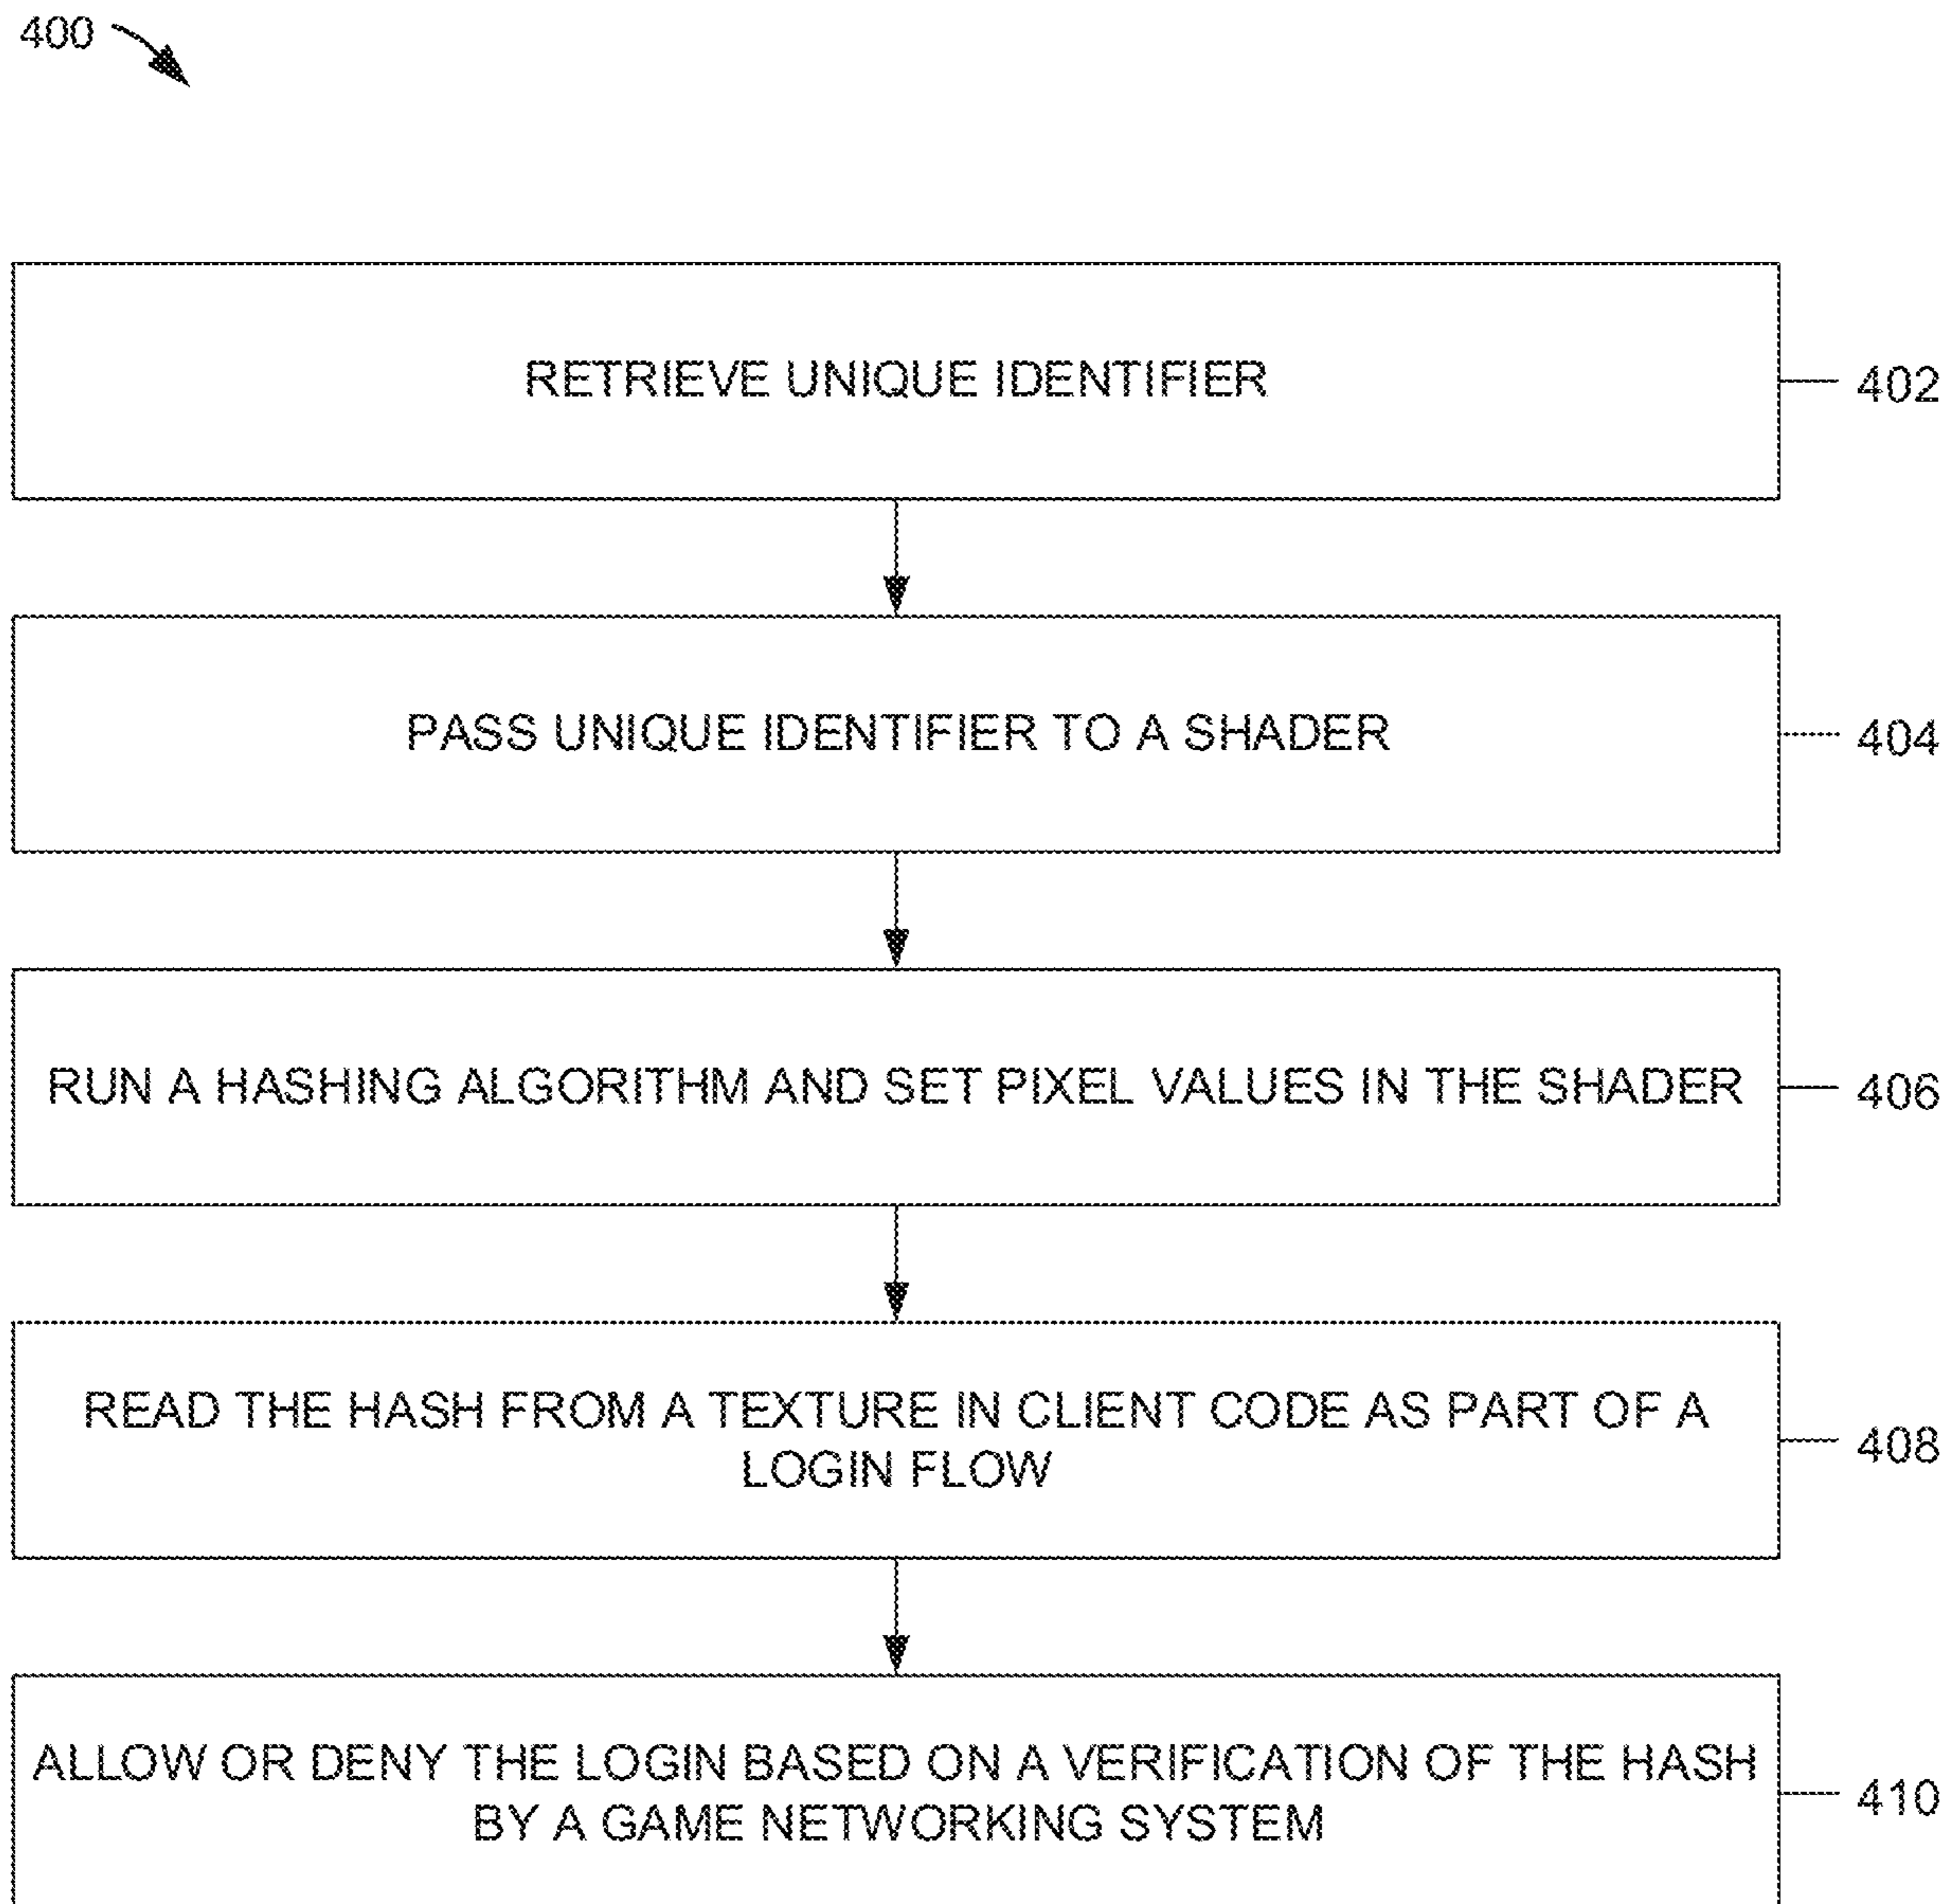 400
RETRIEVE UNIQUE IDENTIFIER
402
PASS UNIQUE IDENTIFIER TO A SHADER
404
RUN A HASHING ALGORITHM AND SET PIXEL VALUES IN THE SHADER
406
READ THE HASH FROM A TEXTURE IN CLIENT CODE AS PART OF A
LOGIN FLOW
408
ALLOW OR DENY THE LOGIN BASED ON A VERIFICATION OF THE HASH
BY A GAME NETWORKING SYSTEM
410